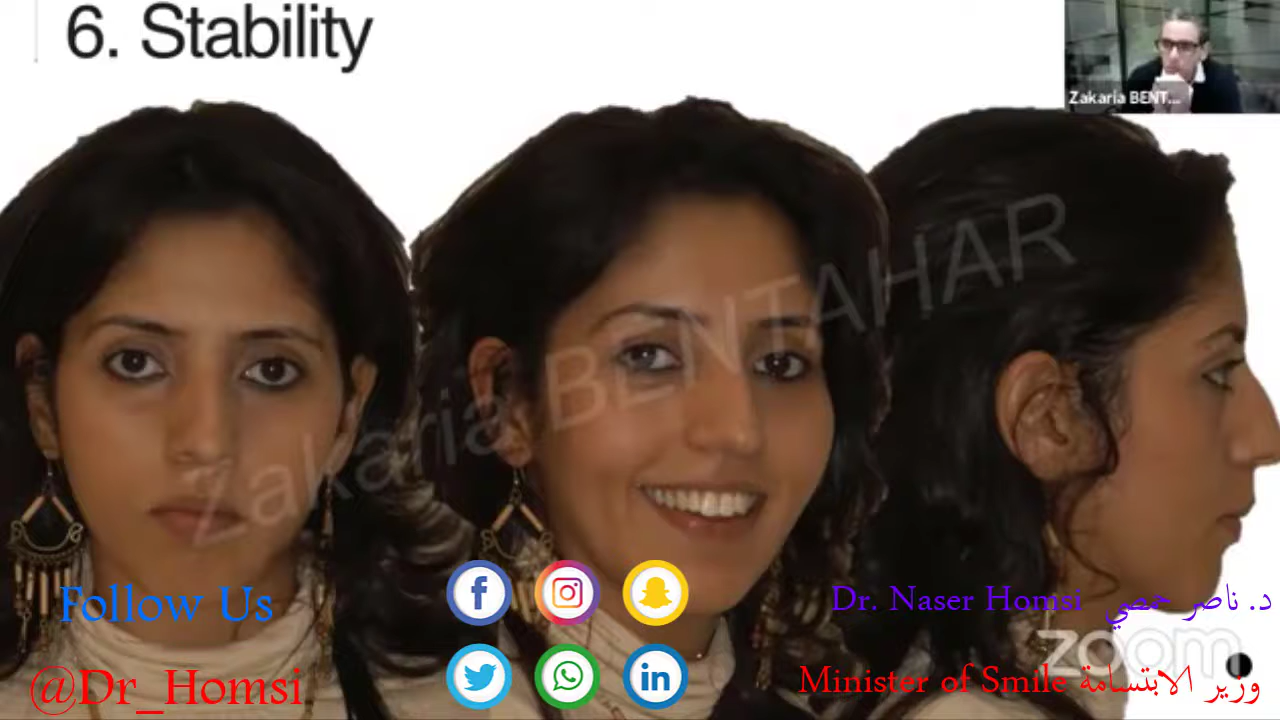 6. Stability
Zakaria BENT...
Zakaria BENTAHAR
Follow Us
Dr. Naser Homsi د. ناصر حمصي
zoom
@Dr_Homsi
Minister of Smile وزير الابتسامة